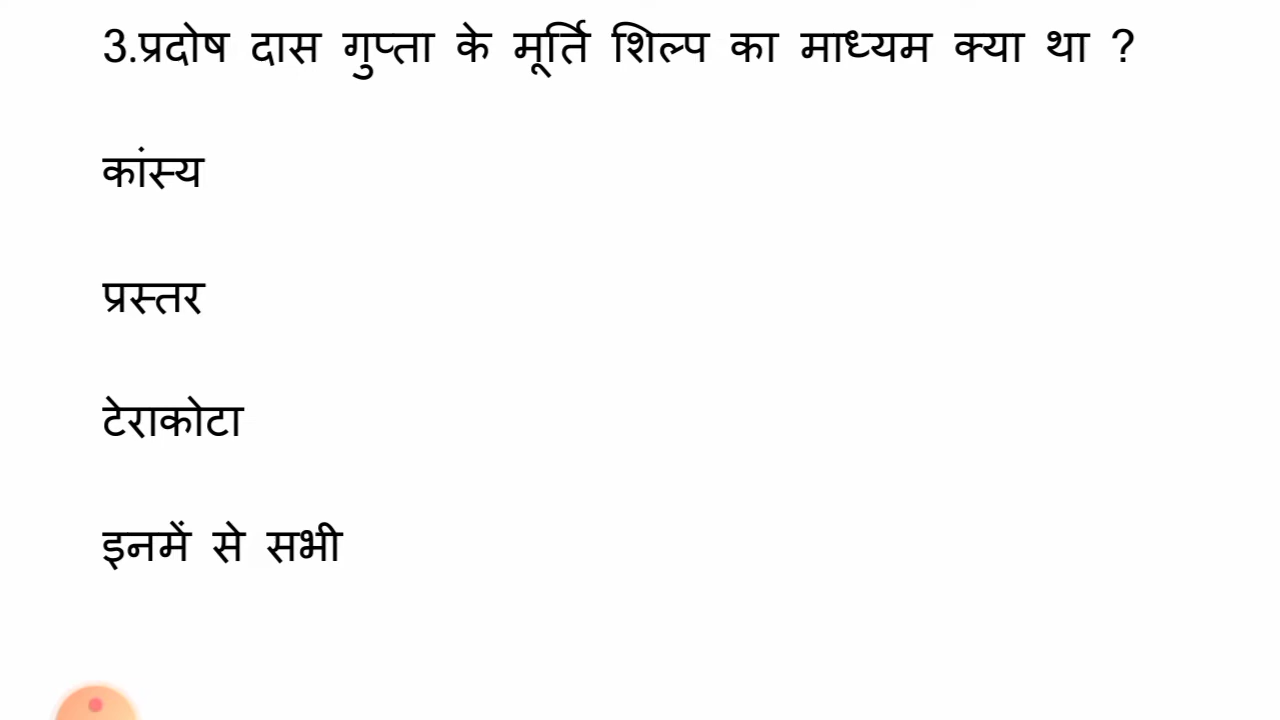 3.प्रदोष दास गुप्ता के मूर्ति शिल्प का माध्यम क्या था ?
कांस्य
प्रस्तर
टेराकोटा
इनमें से सभी